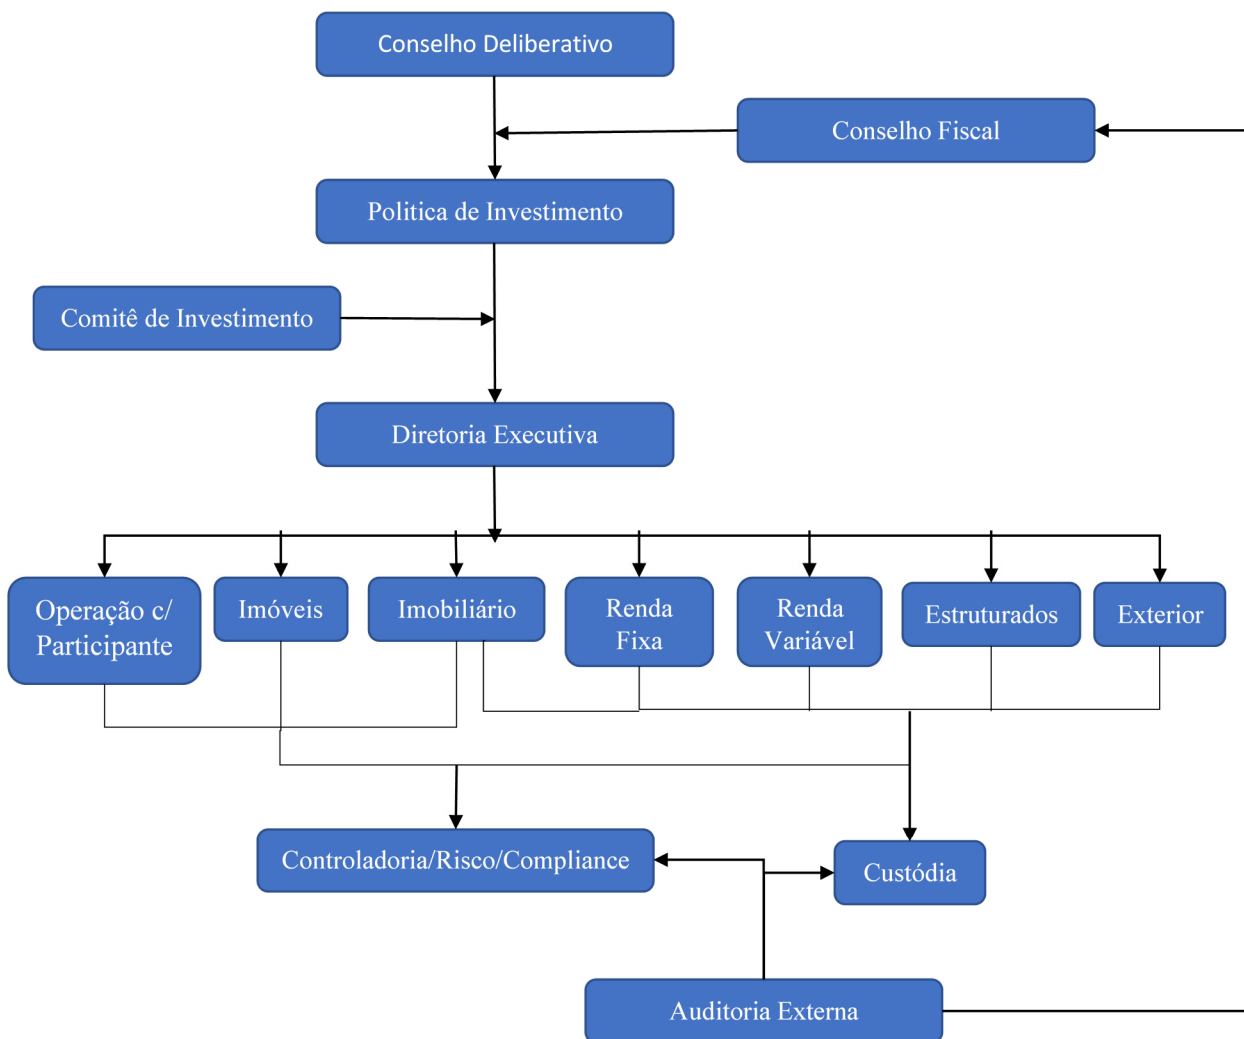 Conselho Deliberativo
Conselho Fiscal
Politica de Investimento
Comitê de Investimento
Diretoria Executiva
Operação c/
Participante
Imóveis
Imobiliário
Renda
Fixa
Renda
Variável
Estruturados
Exterior
Controladoria/Risco/Compliance
Custódia
Auditoria Externa